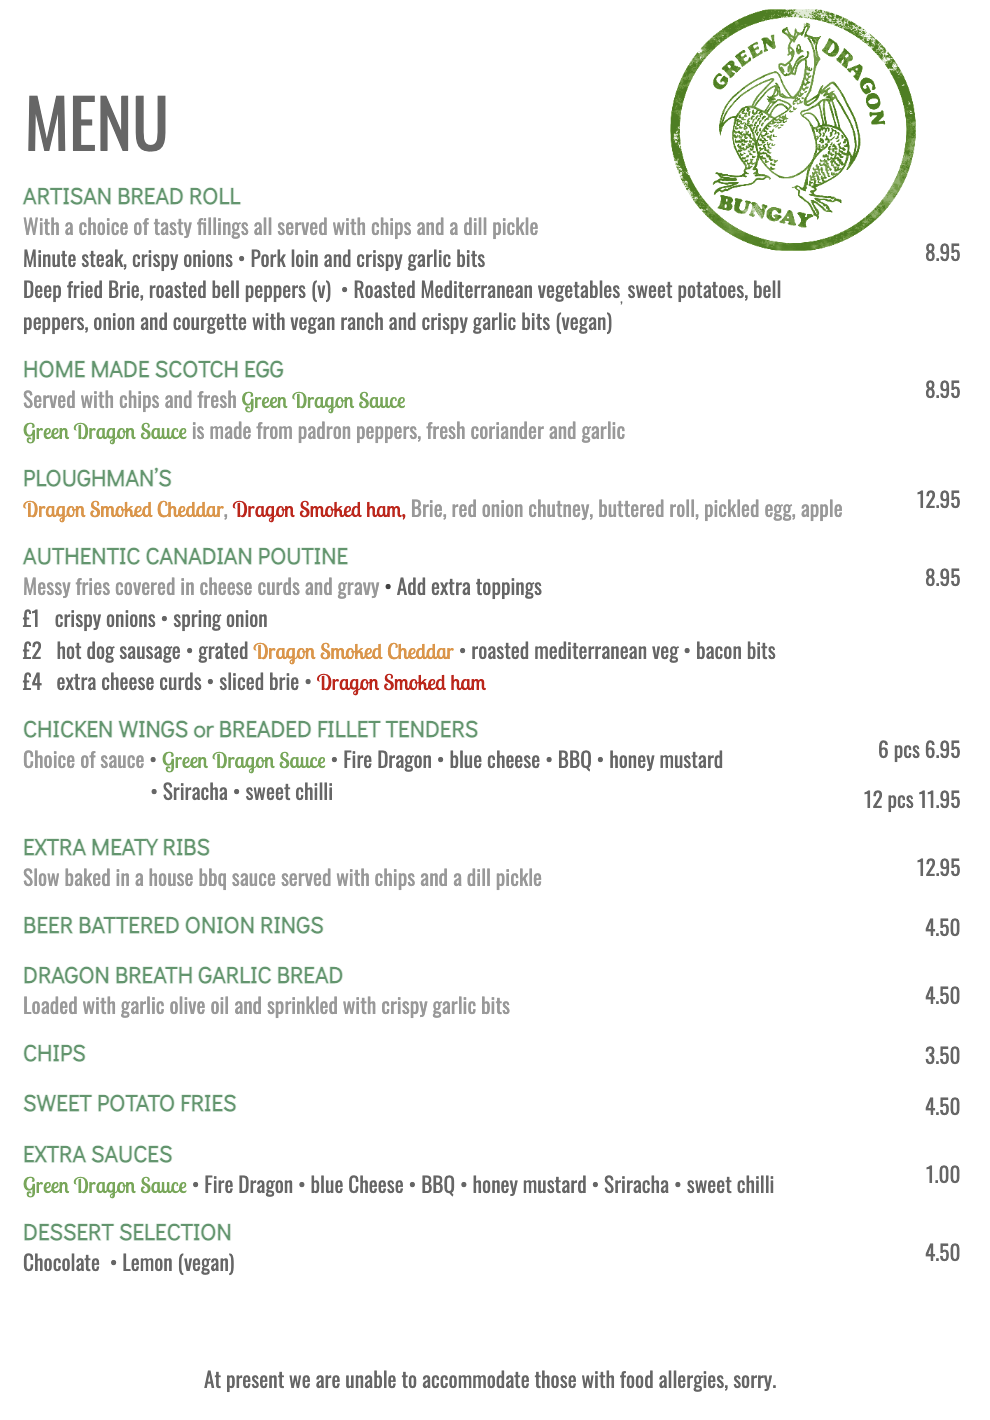 GREEN DRAGON
BUNGAY
MENU
ARTISAN BREAD ROLL
With a choice of tasty fillings all served with chips and a dill pickle
Minute steak, crispy onions • Pork loin and crispy garlic bits 8.95
Deep fried Brie, roasted bell peppers (v) • Roasted Mediterranean vegetables, sweet potatoes, bell
peppers, onion and courgette with vegan ranch and crispy garlic bits (vegan)
HOME MADE SCOTCH EGG
Served with chips and fresh Green Dragon Sauce 8.95
Green Dragon Sauce is made from padron peppers, fresh coriander and garlic
PLOUGHMAN'S
Dragon Smoked Cheddar, Dragon Smoked ham, Brie, red onion chutney, buttered roll, pickled egg, apple 12.95
AUTHENTIC CANADIAN POUTINE
Messy fries covered in cheese curds and gravy • Add extra toppings 8.95
£1 crispy onions • spring onion
£2 hot dog sausage • grated Dragon Smoked Cheddar • roasted mediterranean veg • bacon bits
£4 extra cheese curds • sliced brie • Dragon Smoked ham
CHICKEN WINGS or BREADED FILLET TENDERS
Choice of sauce • Green Dragon Sauce • Fire Dragon • blue cheese • BBQ • honey mustard 6 pcs 6.95
• Sriracha • sweet chilli 12 pcs 11.95
EXTRA MEATY RIBS
Slow baked in a house bbq sauce served with chips and a dill pickle 12.95
BEER BATTERED ONION RINGS 4.50
DRAGON BREATH GARLIC BREAD
Loaded with garlic olive oil and sprinkled with crispy garlic bits 4.50
CHIPS 3.50
SWEET POTATO FRIES 4.50
EXTRA SAUCES
Green Dragon Sauce • Fire Dragon • blue Cheese • BBQ • honey mustard • Sriracha • sweet chilli 1.00
DESSERT SELECTION
Chocolate • Lemon (vegan) 4.50
At present we are unable to accommodate those with food allergies, sorry.